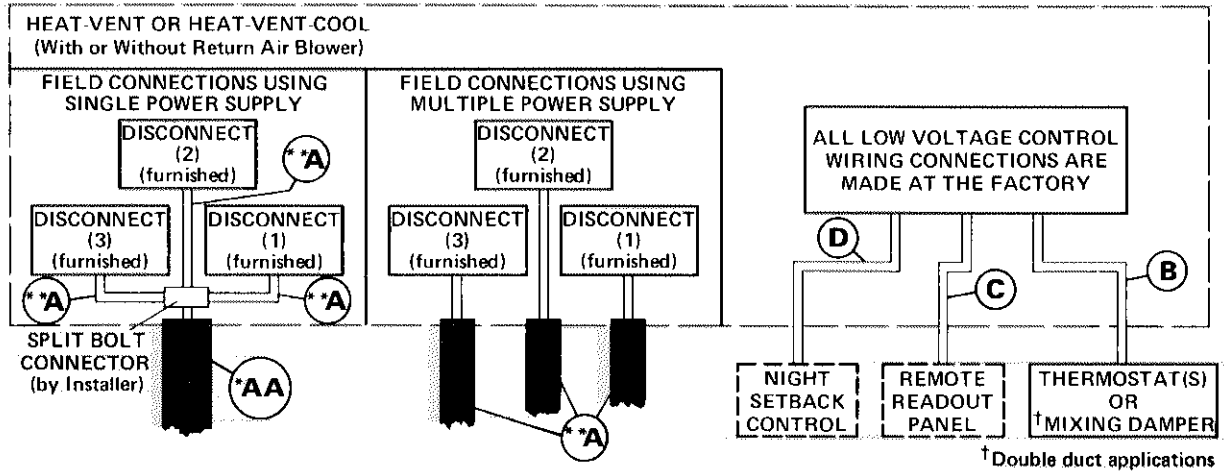 HEAT-VENT OR HEAT-VENT-COOL
(With or Without Return Air Blower)
FIELD CONNECTIONS USING
SINGLE POWER SUPPLY
DISCONNECT
(2)
(furnished)
**A
DISCONNECT
(3)
(furnished)
DISCONNECT
(1)
(furnished)
**A
**A
SPLIT BOLT
CONNECTOR
(by Installer)
*AA
FIELD CONNECTIONS USING
MULTIPLE POWER SUPPLY
DISCONNECT
(2)
(furnished)
DISCONNECT
(3)
(furnished)
DISCONNECT
(1)
(furnished)
**A
ALL LOW VOLTAGE CONTROL
WIRING CONNECTIONS ARE
MADE AT THE FACTORY
D
C
B
NIGHT
SETBACK
CONTROL
REMOTE
READOUT
PANEL
THERMOSTAT(S)
OR
†MIXING DAMPER
†Double duct applications